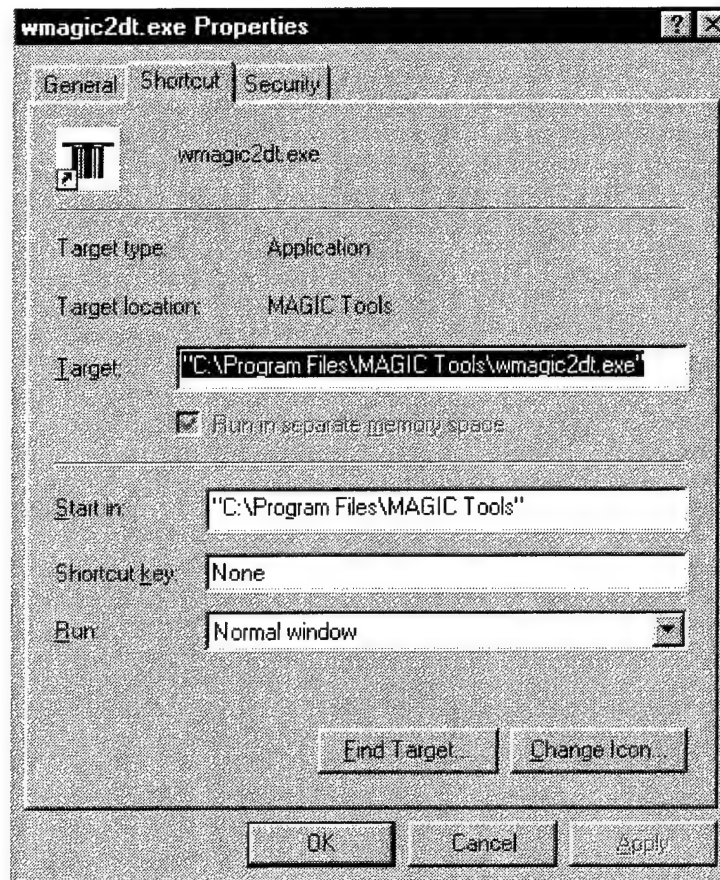 wmagic2dt.exe Properties ? X
General Shortcut Security
wmagic2dt.exe
Target type: Application
Target location: MAGIC Tools
Target: "C:\Program Files\MAGIC Tools\wmagic2dt.exe"
Run in separate memory space
Start in: "C:\Program Files\MAGIC Tools"
Shortcut key: None
Run: Normal window
Find Target... Change Icon...
OK Cancel Apply